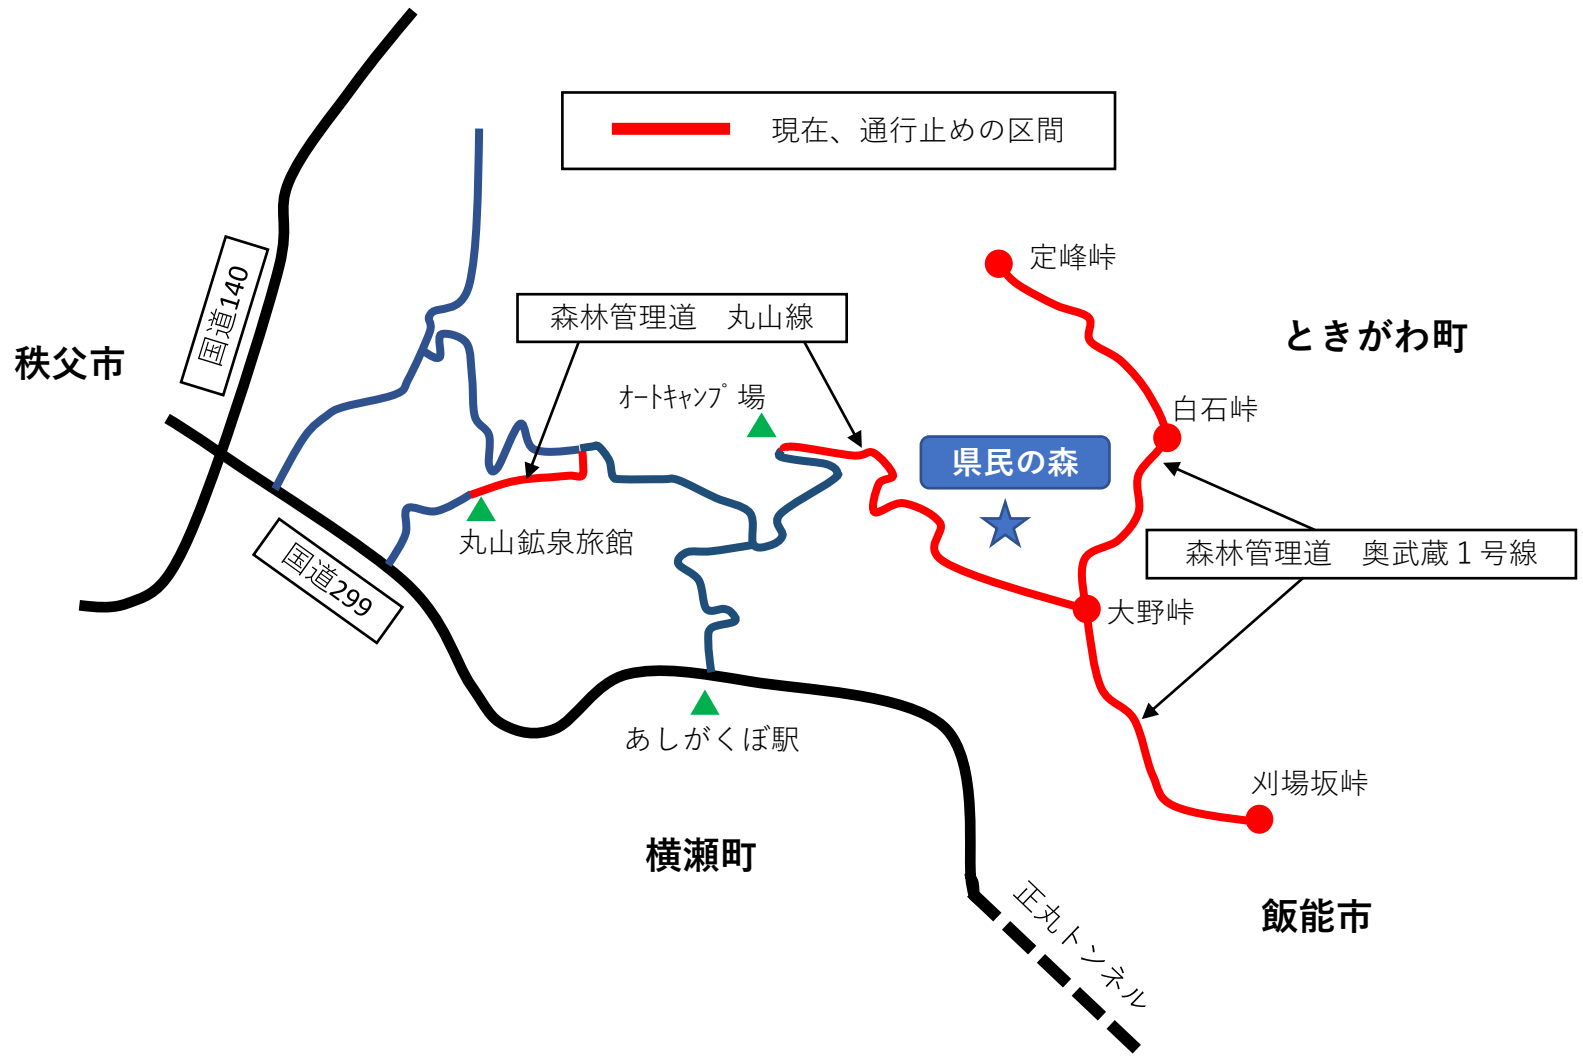 現在、通行止めの区間
国道140
定峰峠
森林管理道　丸山線
ときがわ町
秩父市
ｵｰﾄｷｬﾝﾌﾟ場
白石峠
県民の森
丸山鉱泉旅館
森林管理道　奥武蔵１号線
国道299
大野峠
あしがくぼ駅
刈場坂峠
横瀬町
正丸トンネル
飯能市